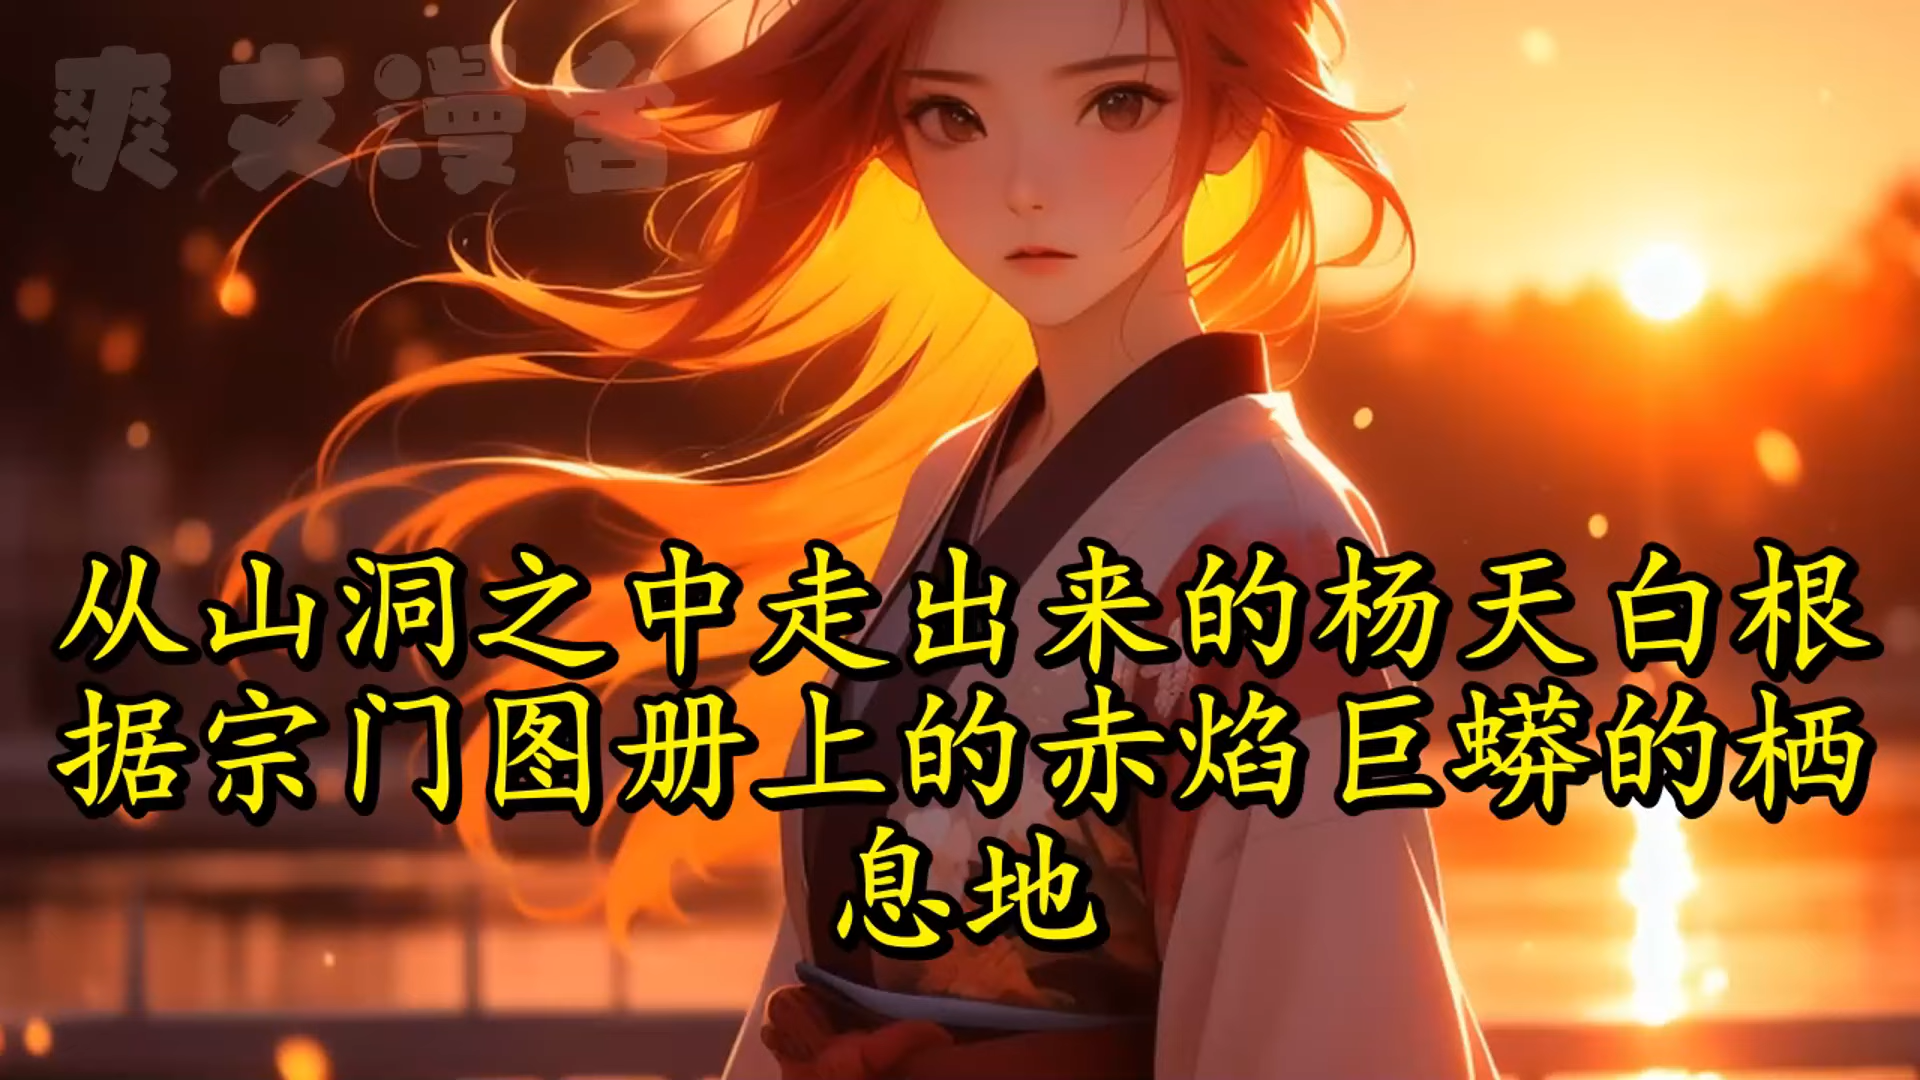 爽文漫舍
从山洞之中走出来的杨天白根
据宗门图册上的赤焰巨蟒的栖
息地